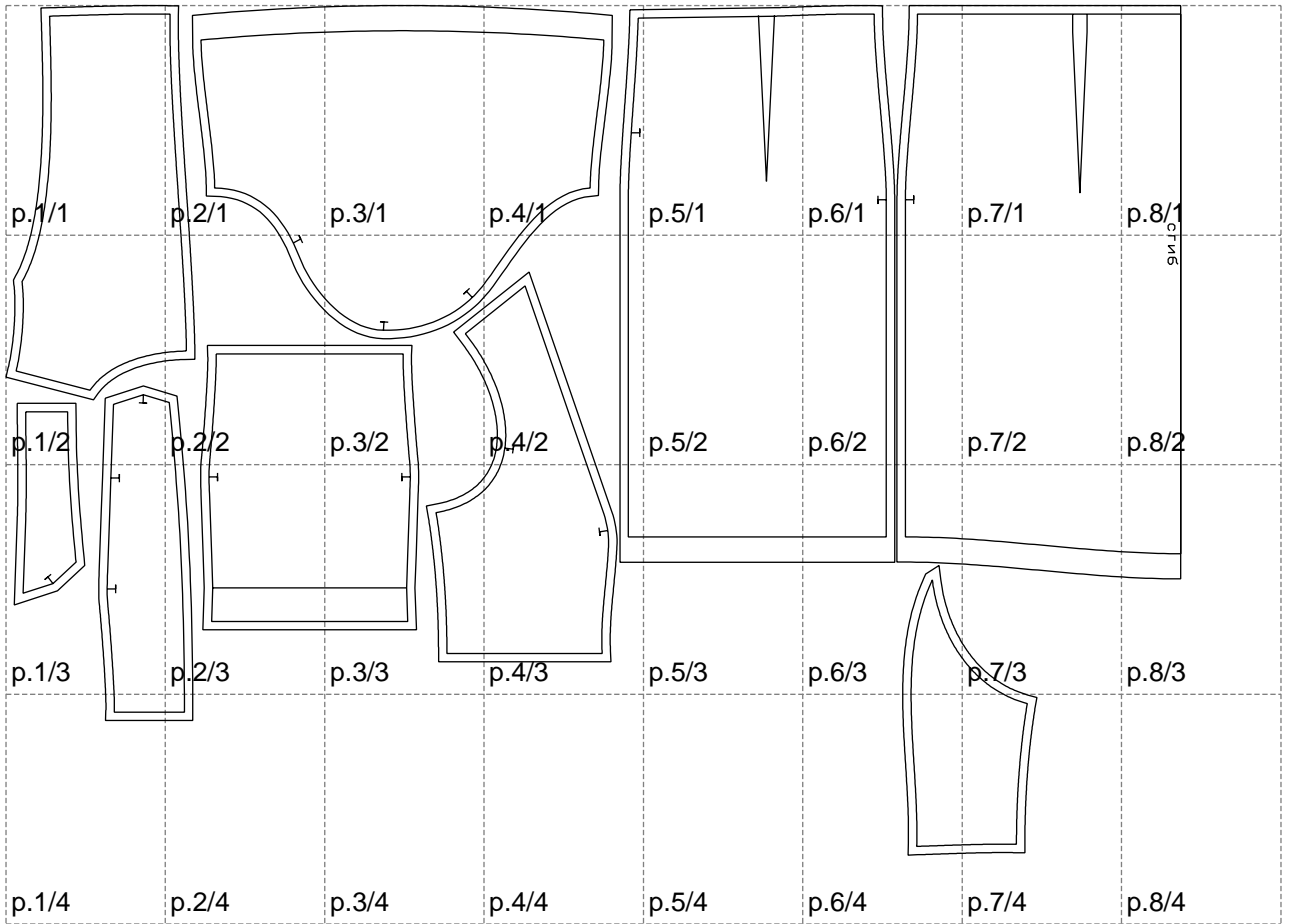 p.1/1 p.2/1 p.3/1 p.4/1 p.5/1 p.6/1 p.7/1 p.8/1
сгиб
p.1/2 p.2/2 p.3/2 p.4/2 p.5/2 p.6/2 p.7/2 p.8/2
p.1/3 p.2/3 p.3/3 p.4/3 p.5/3 p.6/3 p.7/3 p.8/3
p.1/4 p.2/4 p.3/4 p.4/4 p.5/4 p.6/4 p.7/4 p.8/4